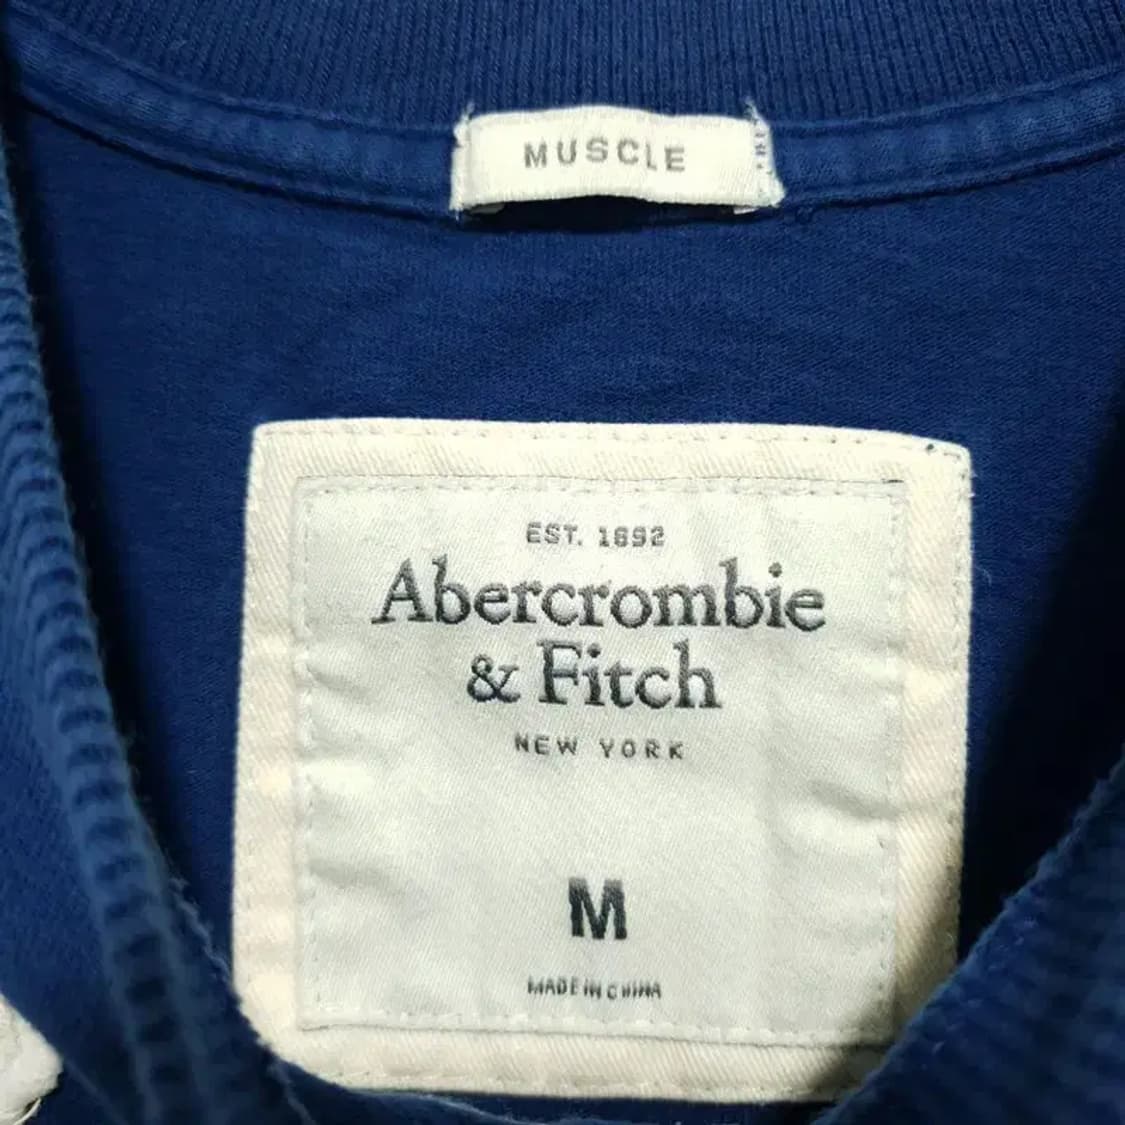 MUSCLE
EST. 1892
Abercrombie
& Fitch
NEW YORK
M
MADE IN CHINA